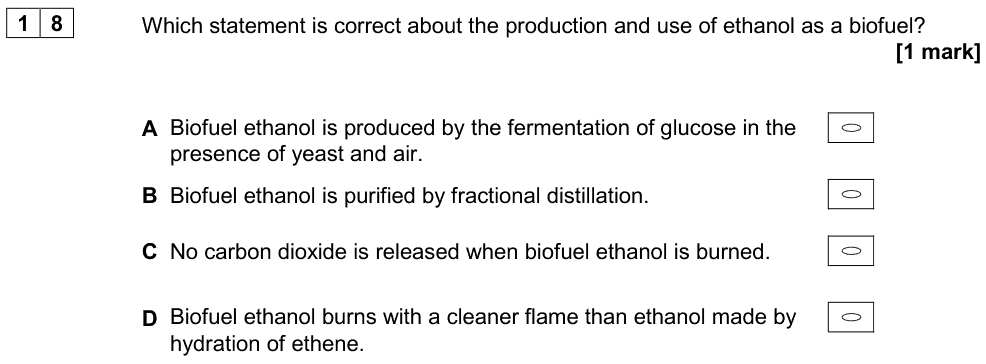 1 8 Which statement is correct about the production and use of ethanol as a biofuel?
[1 mark]
A Biofuel ethanol is produced by the fermentation of glucose in the
presence of yeast and air.
B Biofuel ethanol is purified by fractional distillation.
C No carbon dioxide is released when biofuel ethanol is burned.
D Biofuel ethanol burns with a cleaner flame than ethanol made by
hydration of ethene.